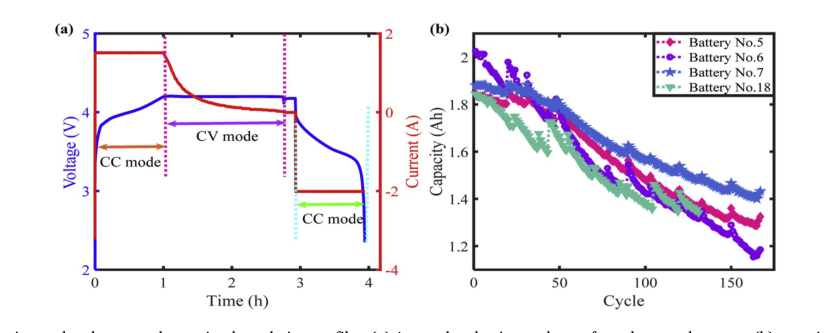 (a)
5
4
3
2
Voltage (V)
CC mode
CV mode
CC mode
2
0
-2
-4
Current (A)
0
1
2
3
4
Time (h)
(b)
2
1.8
1.6
1.4
1.2
Capacity (Ah)
Battery No.5
Battery No.6
Battery No.7
Battery No.18
0
50
100
150
Cycle